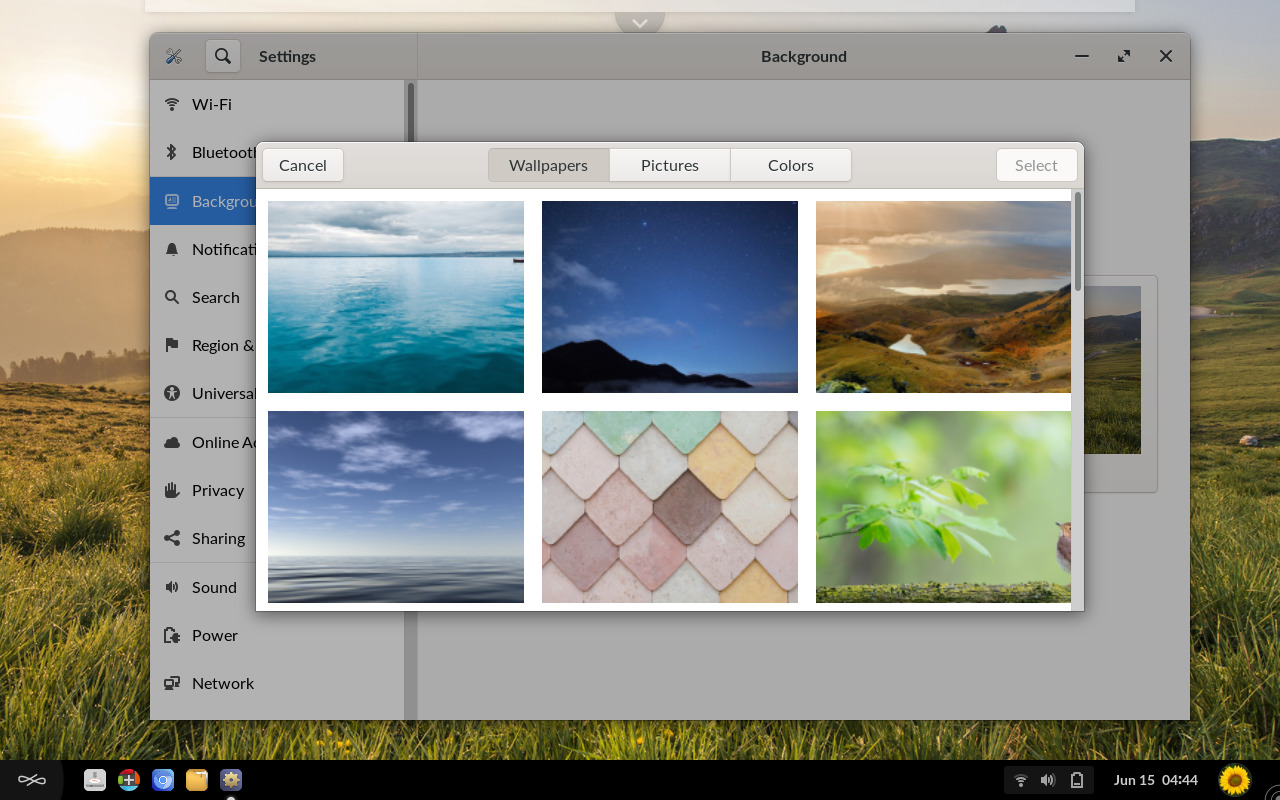 Settings
Background
Wi-Fi
Bluetooth
Cancel
Wallpapers
Pictures
Colors
Select
Backgrou
Notificati
Search
Region &
Universal
Online Ac
Privacy
Sharing
Sound
Power
Network
Jun 15 04:44